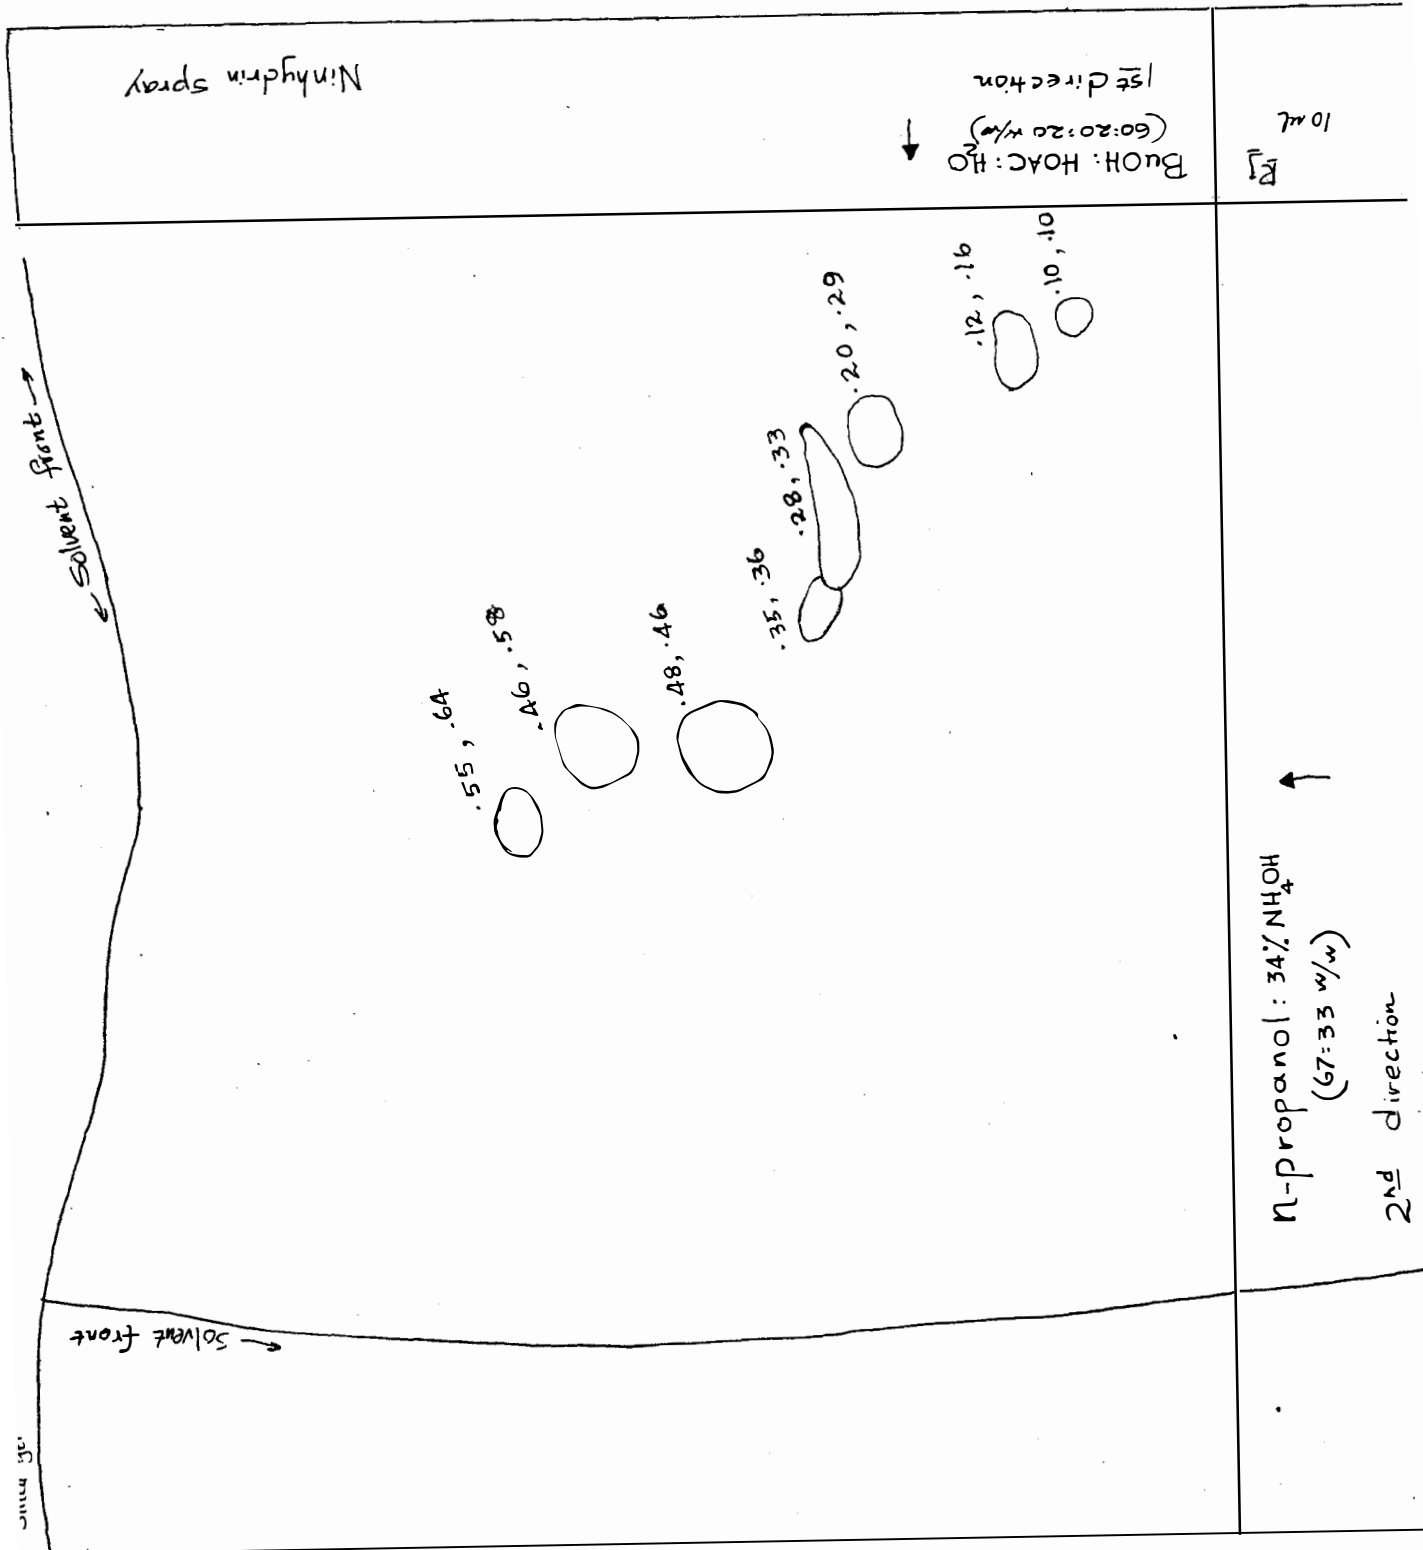 Ninhydrin spray
BuOH: HOAC: H2O
(60:20:20 w/w)
1st direction
10 ul
← Solvent front →
.10, .10
.12, .16
.20, .29
.28, .33
.35, .36
.48, .46
.46, .58
.55, .64
n-propanol: 34% NH4OH
(67:33 w/w)
2nd direction
Solvent front →